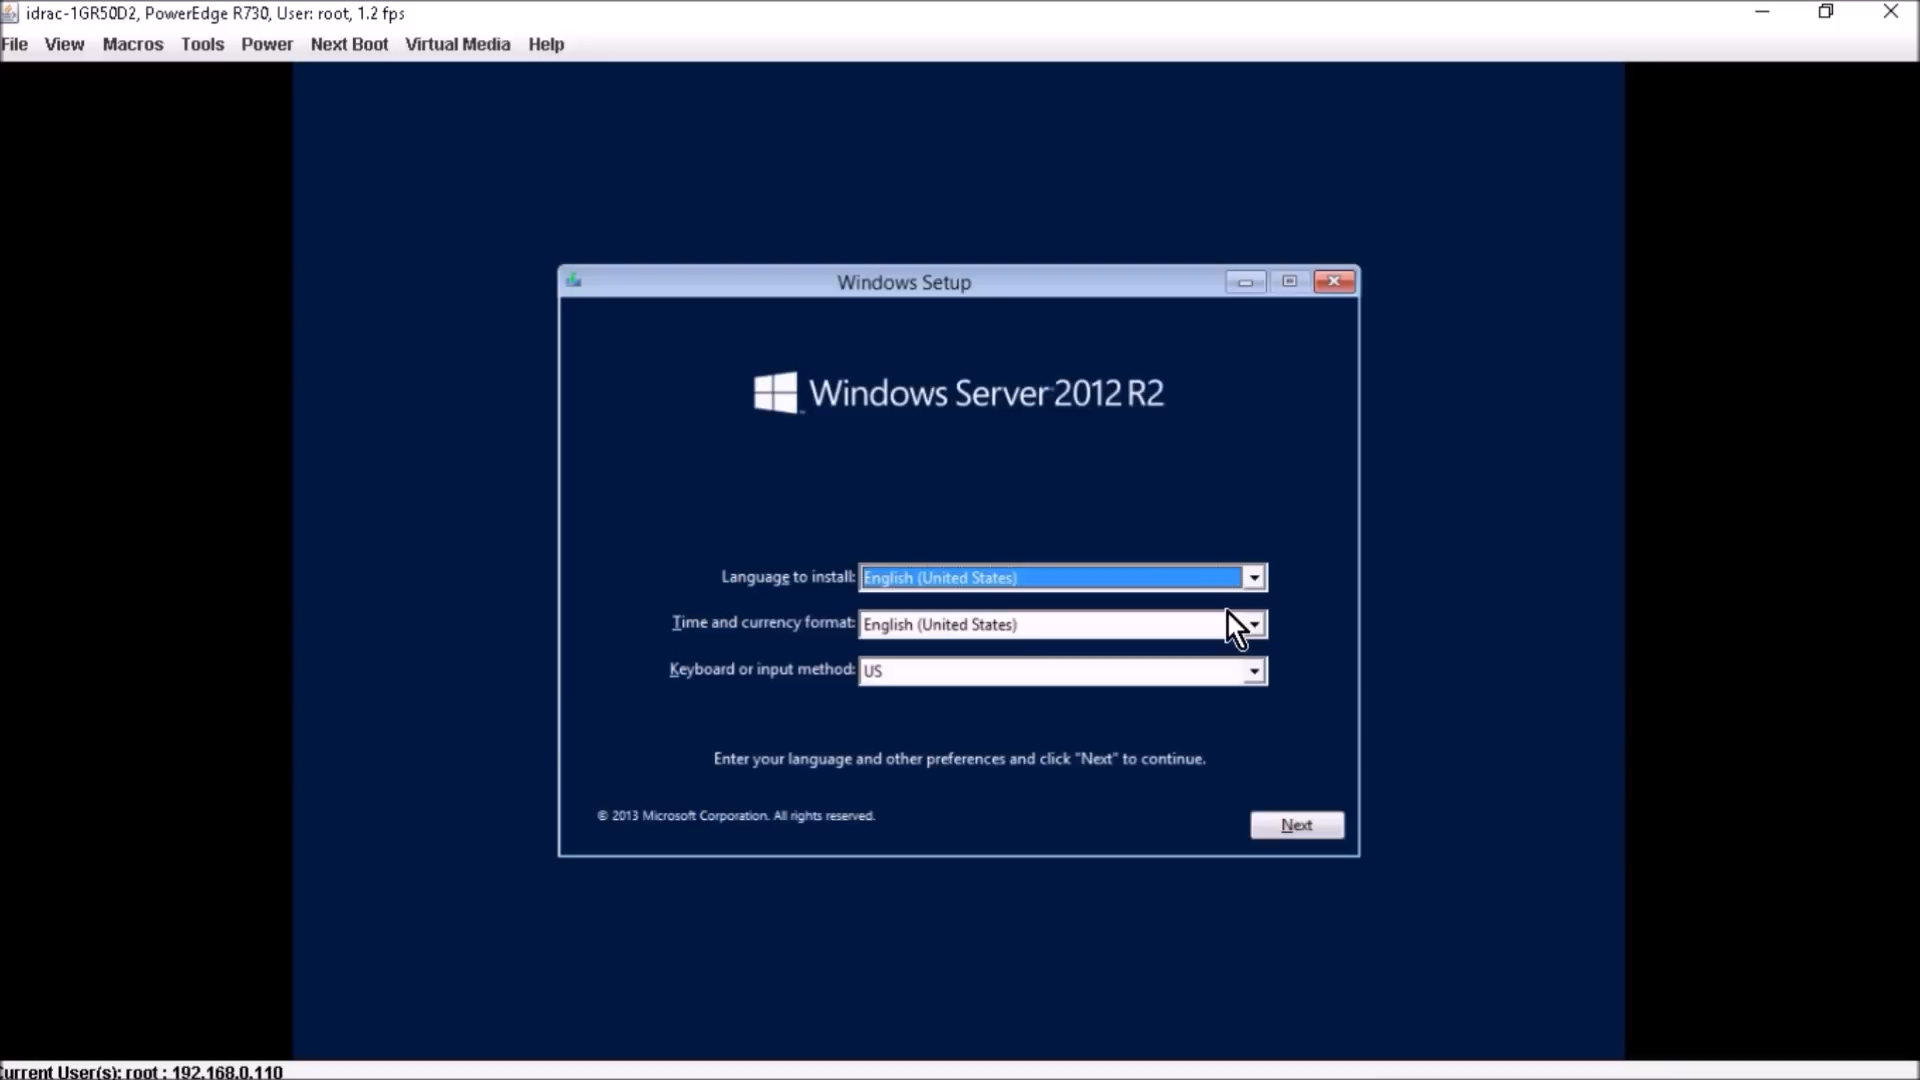 idrac-1GR50D2, PowerEdge R730, User: root, 1.2 fps
File View Macros Tools Power Next Boot Virtual Media Help
Windows Setup
Windows Server 2012 R2
Language to install: English (United States)
Time and currency format: English (United States)
Keyboard or input method: US
Enter your language and other preferences and click "Next" to continue.
© 2013 Microsoft Corporation. All rights reserved.
Next
urrent User(s): root : 192.168.0.110